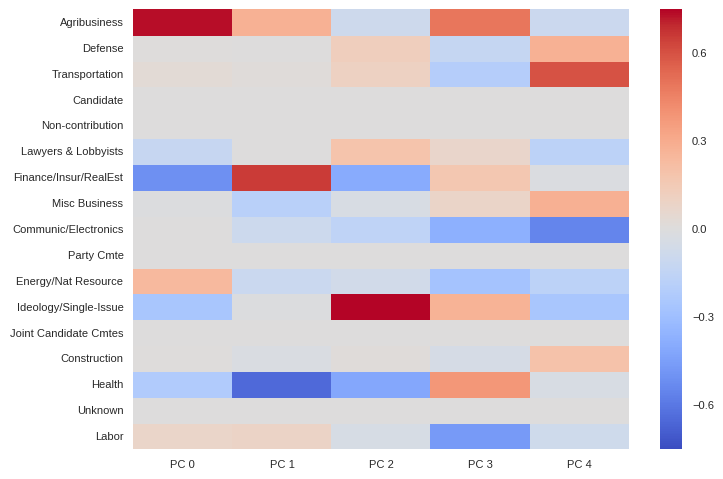 Agribusiness
Defense
Transportation
Candidate
Non-contribution
Lawyers & Lobbyists
Finance/Insur/RealEst
Misc Business
Communic/Electronics
Party Cmte
Energy/Nat Resource
Ideology/Single-Issue
Joint Candidate Cmtes
Construction
Health
Unknown
Labor
PC 0 PC 1 PC 2 PC 3 PC 4
0.6
0.3
0.0
−0.3
−0.6